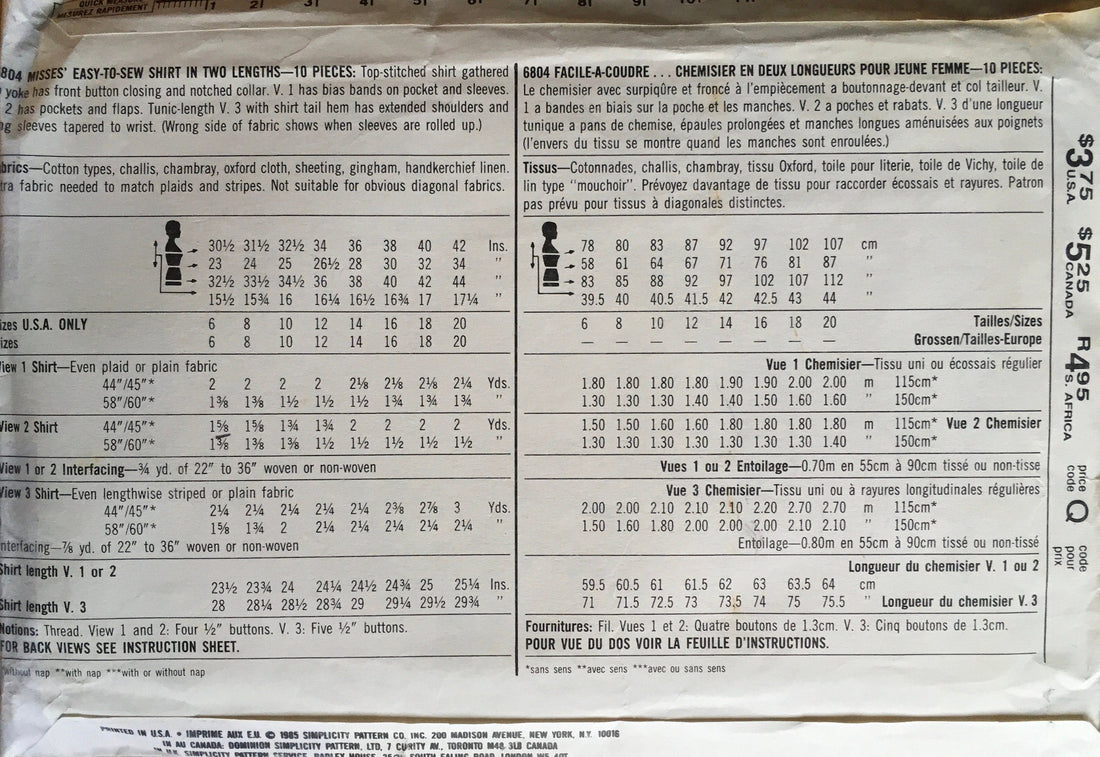 QUICK
MESUREZ RAPIDEMENT
804 MISSES' EASY-TO-SEW SHIRT IN TWO LENGTHS—10 PIECES: Top-stitched shirt gathered
yoke has front button closing and notched collar. V. 1 has bias bands on pocket and sleeves.
2 has pockets and flaps. Tunic-length V. 3 with shirt tail hem has extended shoulders and
sleeves tapered to wrist. (Wrong side of fabric shows when sleeves are rolled up.)
brics—Cotton types, challis, chambray, oxford cloth, sheeting, gingham, handkerchief linen.
tra fabric needed to match plaids and stripes. Not suitable for obvious diagonal fabrics.
30½ 31½ 32½ 34 36 38 40 42 Ins.
23 24 25 26½ 28 30 32 34 "
32½ 33½ 34½ 36 38 40 42 44 "
15½ 15¾ 16 16¼ 16½ 16¾ 17 17¼ "
izes U.S.A. ONLY 6 8 10 12 14 16 18 20
izes 6 8 10 12 14 16 18 20
View 1 Shirt—Even plaid or plain fabric
44"/45"* 2 2 2 2 2⅛ 2⅛ 2⅛ 2¼ Yds.
58"/60"* 1⅜ 1⅜ 1½ 1½ 1½ 1¾ 1¾ 1¾ "
View 2 Shirt 44"/45"* 1⅝ 1⅝ 1¾ 1¾ 2 2 2 2 Yds.
58"/60"* 1⅜ 1⅜ 1⅜ 1½ 1½ 1½ 1½ 1½ "
View 1 or 2 Interfacing—¾ yd. of 22" to 36" woven or non-woven
View 3 Shirt—Even lengthwise striped or plain fabric
44"/45"* 2¼ 2¼ 2¼ 2¼ 2¼ 2⅜ 2⅞ 3 Yds.
58"/60"* 1⅝ 1¾ 2 2¼ 2¼ 2¼ 2¼ 2¼ "
nterfacing—⅞ yd. of 22" to 36" woven or non-woven
Shirt length V. 1 or 2
23½ 23¾ 24 24¼ 24½ 24¾ 25 25¼ Ins.
Shirt length V. 3 28 28¼ 28½ 28¾ 29 29¼ 29½ 29¾ "
Notions: Thread. View 1 and 2: Four ½" buttons. V. 3: Five ½" buttons.
FOR BACK VIEWS SEE INSTRUCTION SHEET.
*without nap **with nap ***with or without nap
6804 FACILE-A-COUDRE . . . CHEMISIER EN DEUX LONGUEURS POUR JEUNE FEMME—10 PIECES:
Le chemisier avec surpiqûre et froncé à l'empiècement a boutonnage-devant et col tailleur. V.
1 a bandes en biais sur la poche et les manches. V. 2 a poches et rabats. V. 3 d'une longueur
tunique a pans de chemise, épaules prolongées et manches longues aménuisées aux poignets
(l'envers du tissu se montre quand les manches sont enroulées.)
Tissus—Cotonnades, challis, chambray, tissu Oxford, toile pour literie, toile de Vichy, toile de
lin type "mouchoir". Prévoyez davantage de tissu pour raccorder écossais et rayures. Patron
pas prévu pour tissus à diagonales distinctes.
78 80 83 87 92 97 102 107 cm
58 61 64 67 71 76 81 87 "
83 85 88 92 97 102 107 112 "
39.5 40 40.5 41.5 42 42.5 43 44 "
6 8 10 12 14 16 18 20 Tailles/Sizes
— — — — — — — — Grossen/Tailles-Europe
Vue 1 Chemisier—Tissu uni ou écossais régulier
1.80 1.80 1.80 1.80 1.90 1.90 2.00 2.00 m 115cm*
1.30 1.30 1.30 1.40 1.40 1.50 1.60 1.60 " 150cm*
1.50 1.50 1.60 1.60 1.80 1.80 1.80 1.80 m 115cm* Vue 2 Chemisier
1.30 1.30 1.30 1.30 1.30 1.30 1.30 1.40 " 150cm*
Vues 1 ou 2 Entoilage—0.70m en 55cm à 90cm tissé ou non-tisse
Vue 3 Chemisier—Tissu uni ou à rayures longitudinales régulières
2.00 2.00 2.10 2.10 2.10 2.20 2.70 2.70 m 115cm*
1.50 1.60 1.80 2.00 2.00 2.00 2.10 2.10 " 150cm*
Entoilage—0.80m en 55cm à 90cm tissé ou non-tissé
Longueur du chemisier V. 1 ou 2
59.5 60.5 61 61.5 62 63 63.5 64 cm
71 71.5 72.5 73 73.5 74 75 75.5 " Longueur du chemisier V. 3
Fournitures: Fil. Vues 1 et 2: Quatre boutons de 1.3cm. V. 3: Cinq boutons de 1.3cm.
POUR VUE DU DOS VOIR LA FEUILLE D'INSTRUCTIONS.
*sans sens **avec sens ***avec ou sans sens
$375 U.S.A. $525 CANADA R495 S. AFRICA price code Q code pour prix
PRINTED IN U.S.A. • IMPRIME AUX E.U. © 1985 SIMPLICITY PATTERN CO. INC. 200 MADISON AVENUE, NEW YORK, N.Y. 10016
IN AU CANADA: DOMINION SIMPLICITY PATTERN, LTD, 7 CURITY AV., TORONTO M4B 3L8 CANADA
SIMPLICITY PATTERN SERVICE